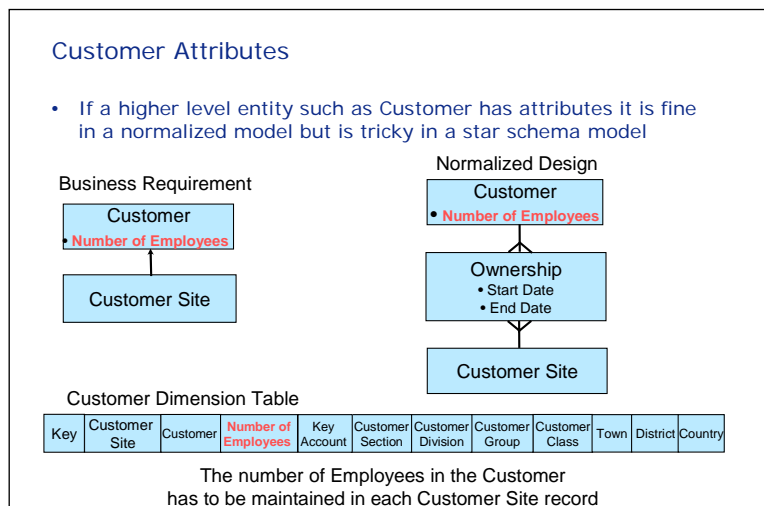 Customer Attributes
• If a higher level entity such as Customer has attributes it is fine
in a normalized model but is tricky in a star schema model
Business Requirement
Customer
• Number of Employees
Customer Site
Normalized Design
Customer
• Number of Employees
Ownership
• Start Date
• End Date
Customer Site
Customer Dimension Table
Key
Customer
Site
Customer
Number of
Employees
Key
Account
Customer
Section
Customer
Division
Customer
Group
Customer
Class
Town
District
Country
The number of Employees in the Customer
has to be maintained in each Customer Site record